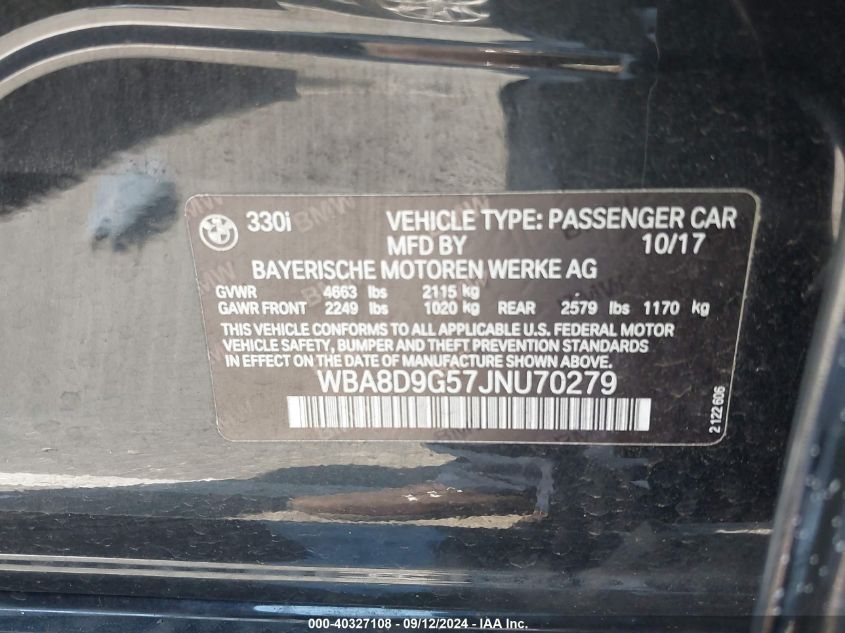 330i VEHICLE TYPE: PASSENGER CAR
MFD BY 10/17
BAYERISCHE MOTOREN WERKE AG
GVWR 4663 lbs 2115 kg
GAWR FRONT 2249 lbs 1020 kg REAR 2579 lbs 1170 kg
THIS VEHICLE CONFORMS TO ALL APPLICABLE U.S. FEDERAL MOTOR
VEHICLE SAFETY, BUMPER AND THEFT PREVENTION STANDARDS
IN EFFECT ON THE DATE OF MANUFACTURE SHOWN ABOVE.
WBA8D9G57JNU70279
2 122 606
000-40327108 - 09/12/2024 - IAA Inc.